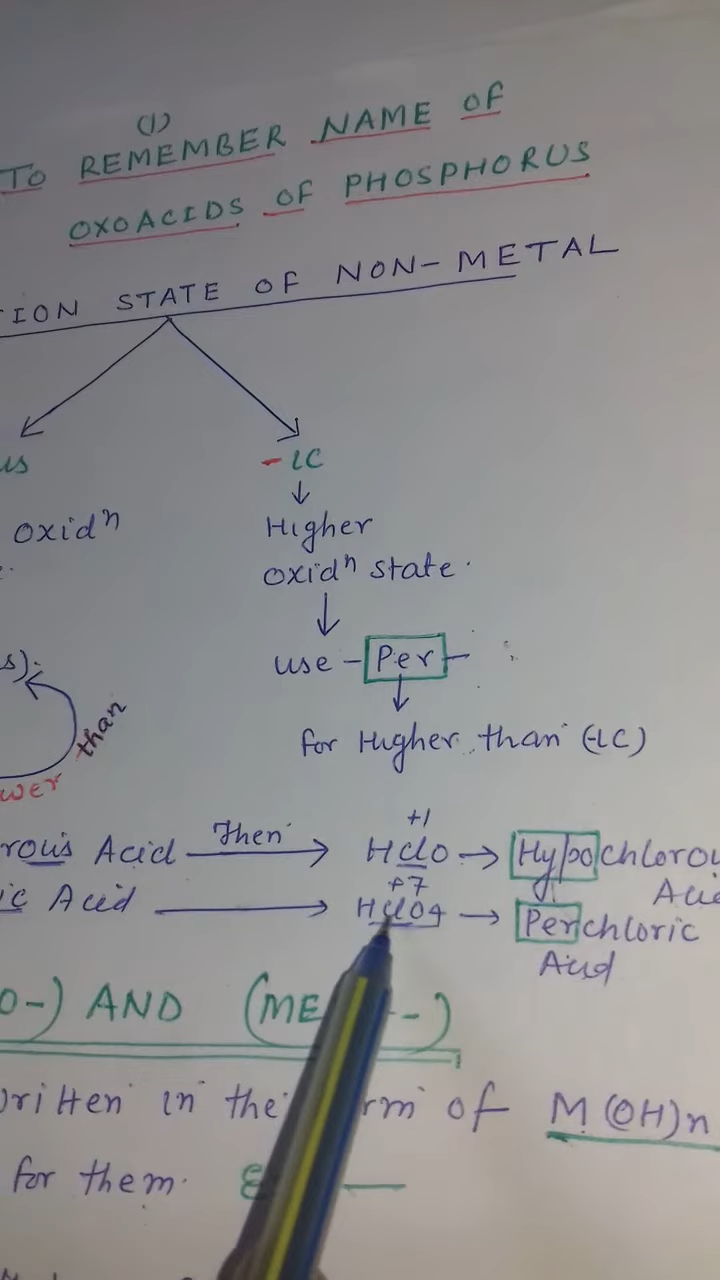 (1)
TO REMEMBER NAME OF
OXOACIDS OF PHOSPHORUS
ION STATE OF NON-METAL
us
-ic
oxidn
Higher
oxidn state.
use -Per-
s).
than
for Higher than (-ic)
wer
+1
rous Acid Then HClO Hypochlorou
Acid
+7
ic Acid HClO4 Perchloric
Acid
O-) AND (ME -)
written in the rm of M(OH)n
for them.